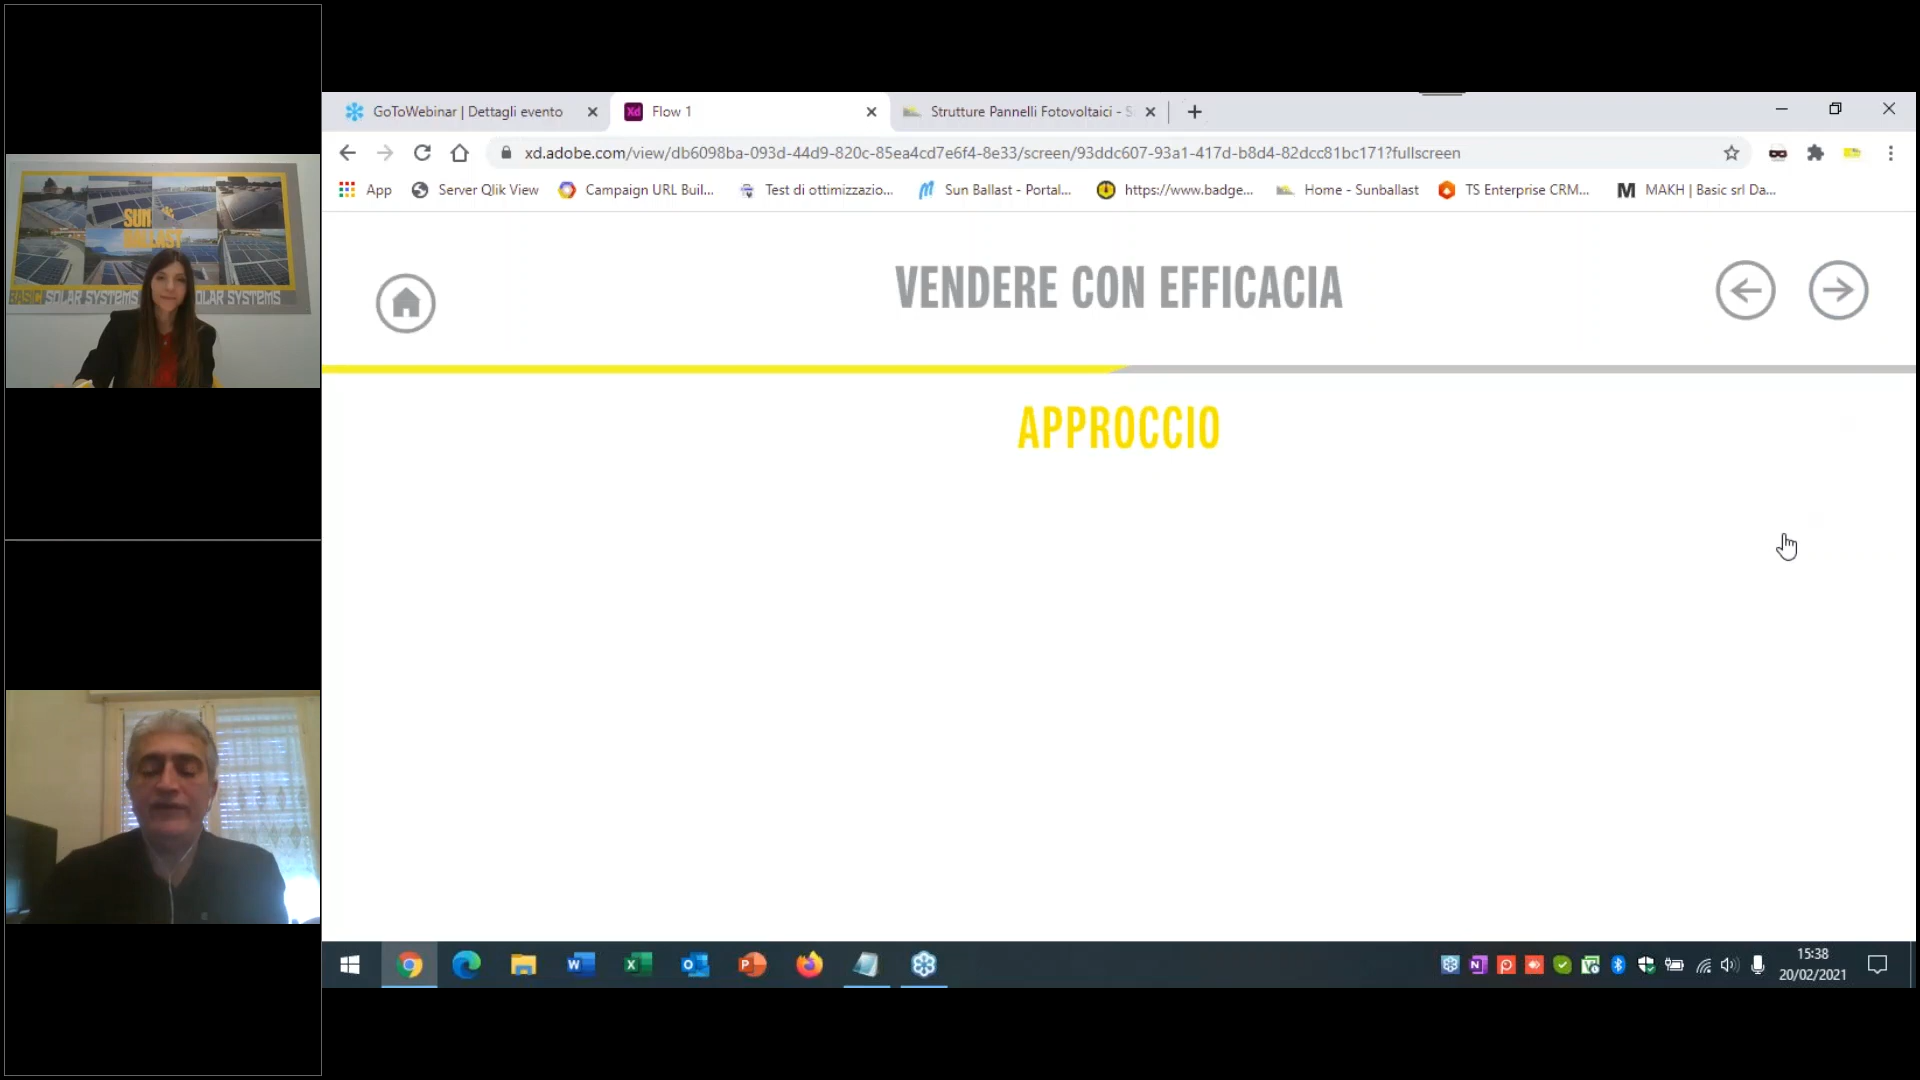 GoToWebinar | Dettagli evento
Flow 1
Strutture Pannelli Fotovoltaici - S
xd.adobe.com/view/db6098ba-093d-44d9-820c-85ea4cd7e6f4-8e33/screen/93ddc607-93a1-417d-b8d4-82dcc81bc171?fullscreen
App
Server Qlik View
Campaign URL Buil...
Test di ottimizzazio...
Sun Ballast - Portal...
https://www.badge...
Home - Sunballast
TS Enterprise CRM...
MAKH | Basic srl Da...
VENDERE CON EFFICACIA
APPROCCIO
SUN
BALLAST
BASIC SOLAR SYSTEMS
OLAR SYSTEMS
15:38
20/02/2021